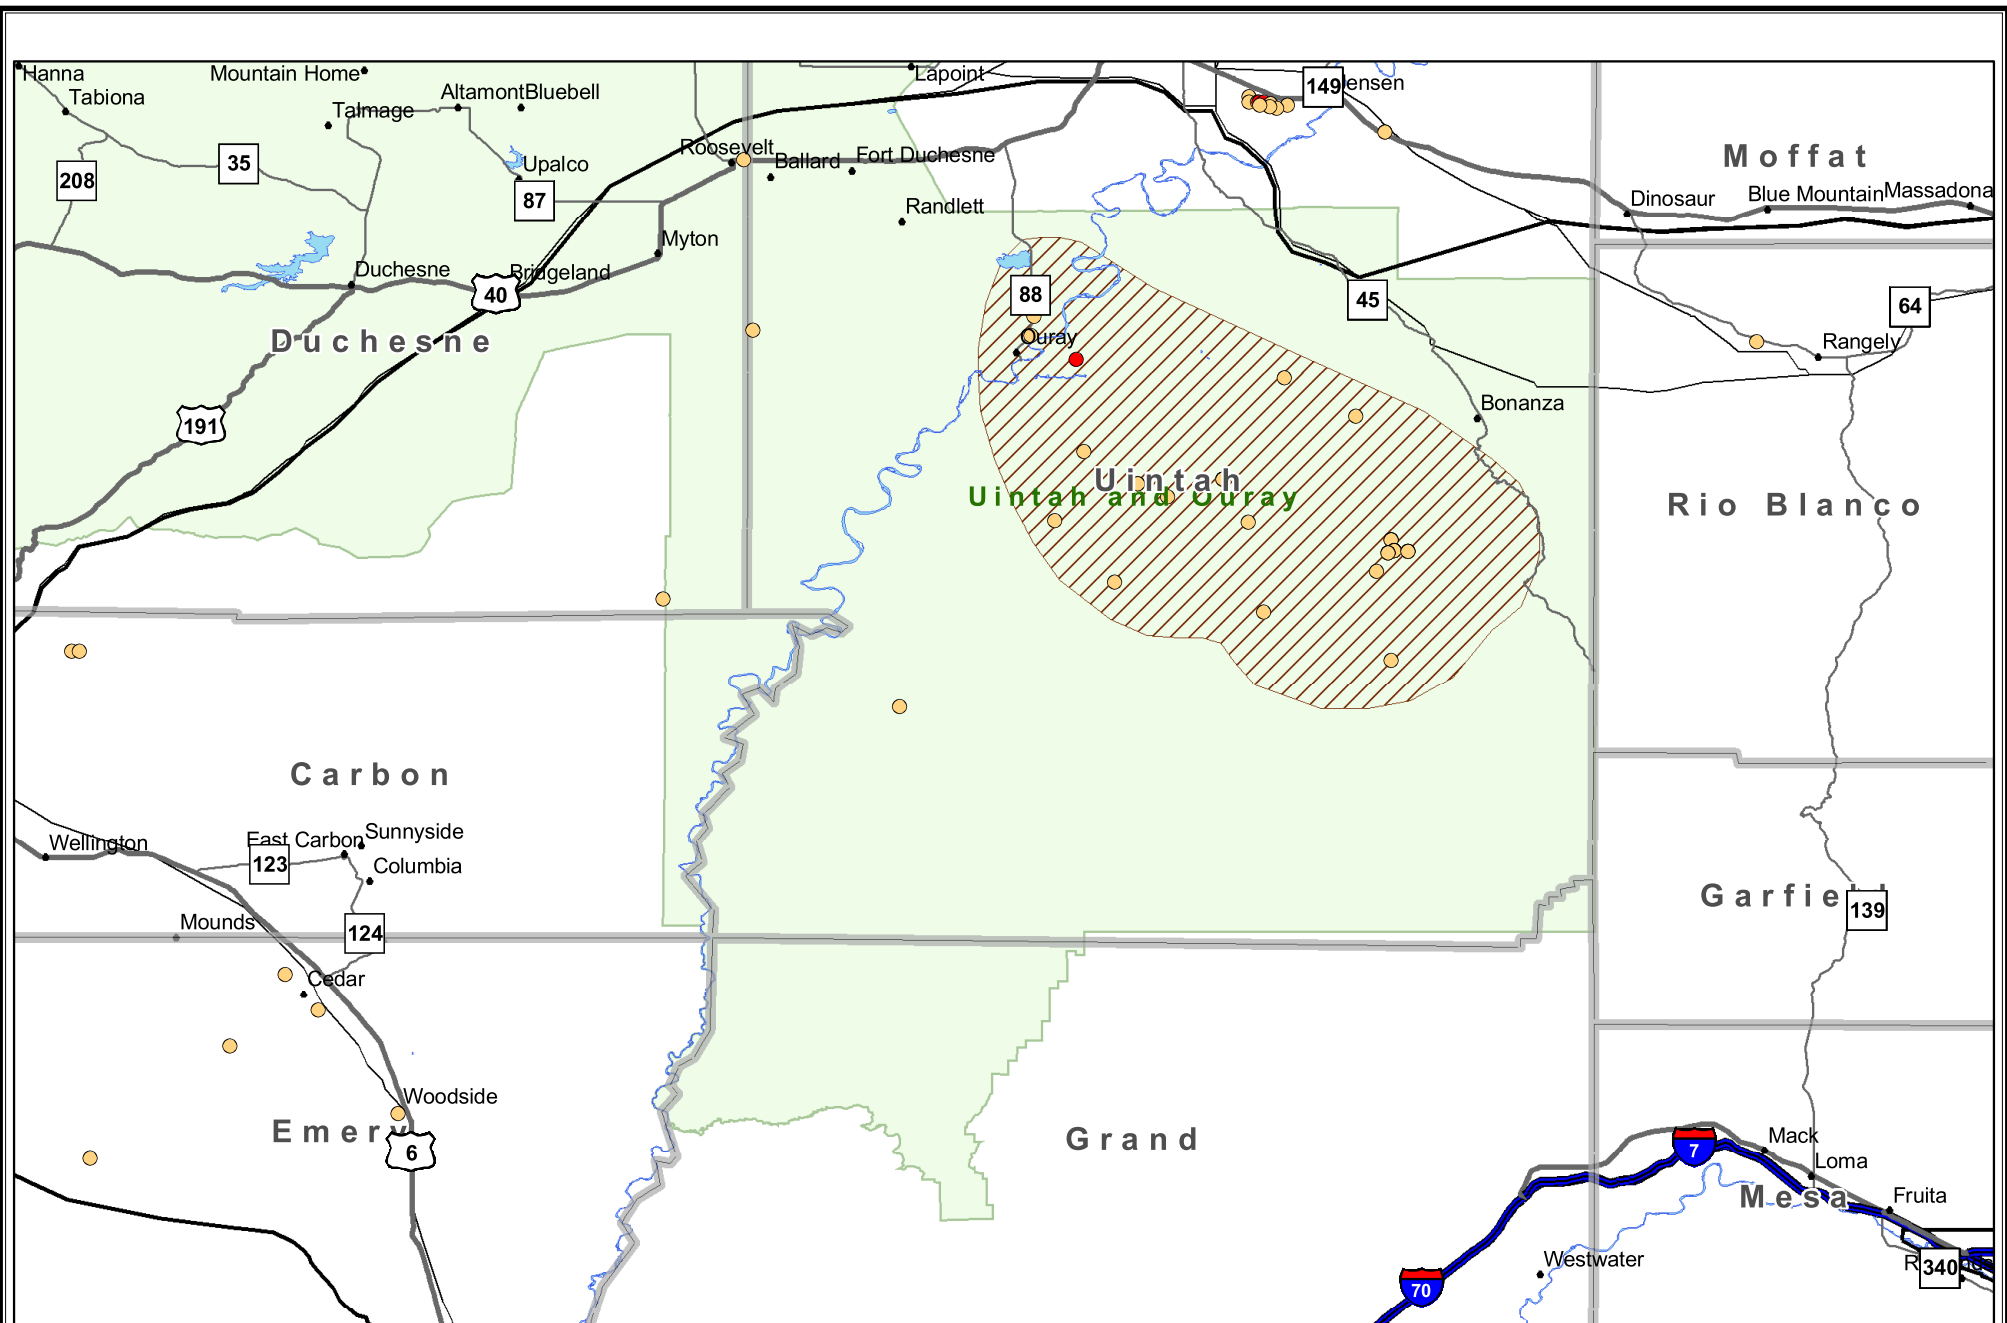 Hanna
Mountain Home
Lapoint
Tabiona
Altamont
Bluebell
149
ensen
Talmage
Roosevelt
Ballard
Fort Duchesne
Moffat
208
35
Upalco
87
Randlett
Dinosaur
Blue Mountain
Massadona
Myton
Duchesne
Bridgeland
40
88
45
64
Duchesne
Ouray
Rangely
191
Bonanza
Uintah
Uintah and Ouray
Rio Blanco
Carbon
Wellington
East Carbon
Sunnyside
123
Columbia
Garfie
139
Mounds
124
Cedar
Woodside
Emery
6
Grand
7
Mack
Loma
Mesa
Fruita
Westwater
340
70